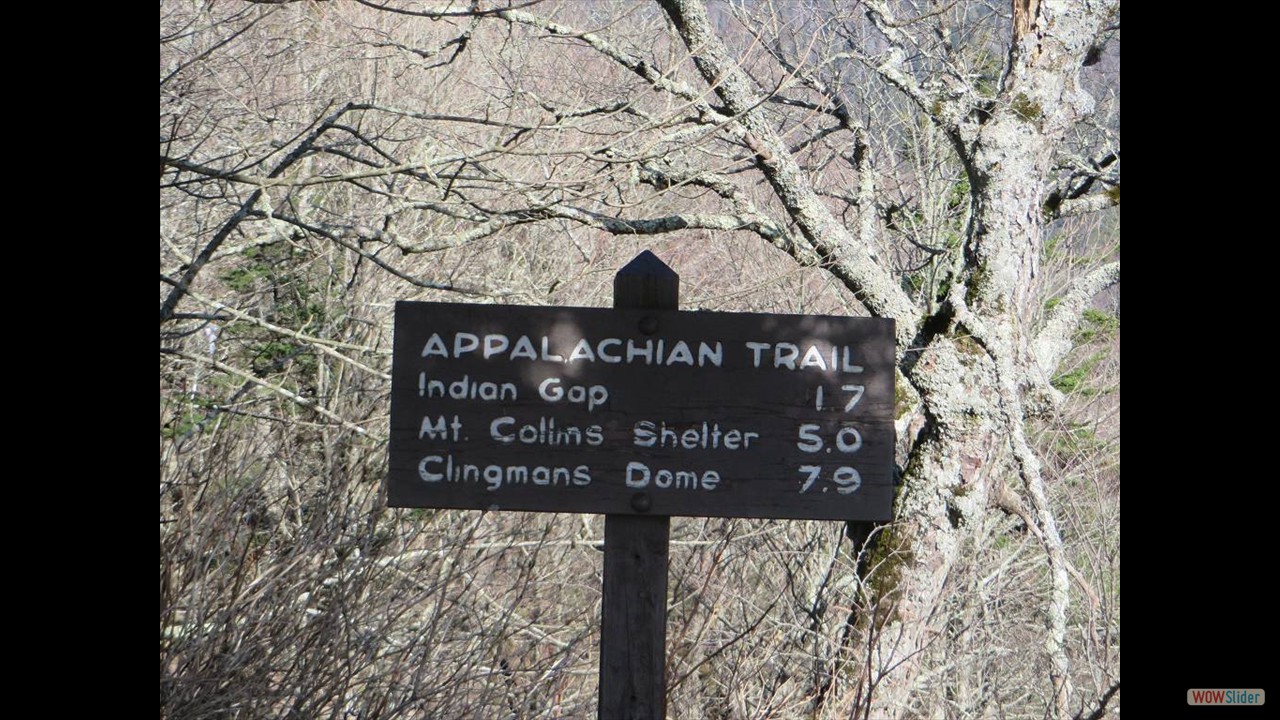 APPALACHIAN TRAIL
Indian Gap 1.7
Mt. Collins Shelter 5.0
Clingmans Dome 7.9
WOWSlider